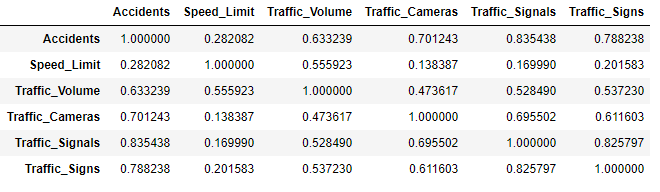 Accidents Speed_Limit Traffic_Volume Traffic_Cameras Traffic_Signals Traffic_Signs
Accidents 1.000000 0.282082 0.633239 0.701243 0.835438 0.788238
Speed_Limit 0.282082 1.000000 0.555923 0.138387 0.169990 0.201583
Traffic_Volume 0.633239 0.555923 1.000000 0.473617 0.528490 0.537230
Traffic_Cameras 0.701243 0.138387 0.473617 1.000000 0.695502 0.611603
Traffic_Signals 0.835438 0.169990 0.528490 0.695502 1.000000 0.825797
Traffic_Signs 0.788238 0.201583 0.537230 0.611603 0.825797 1.000000